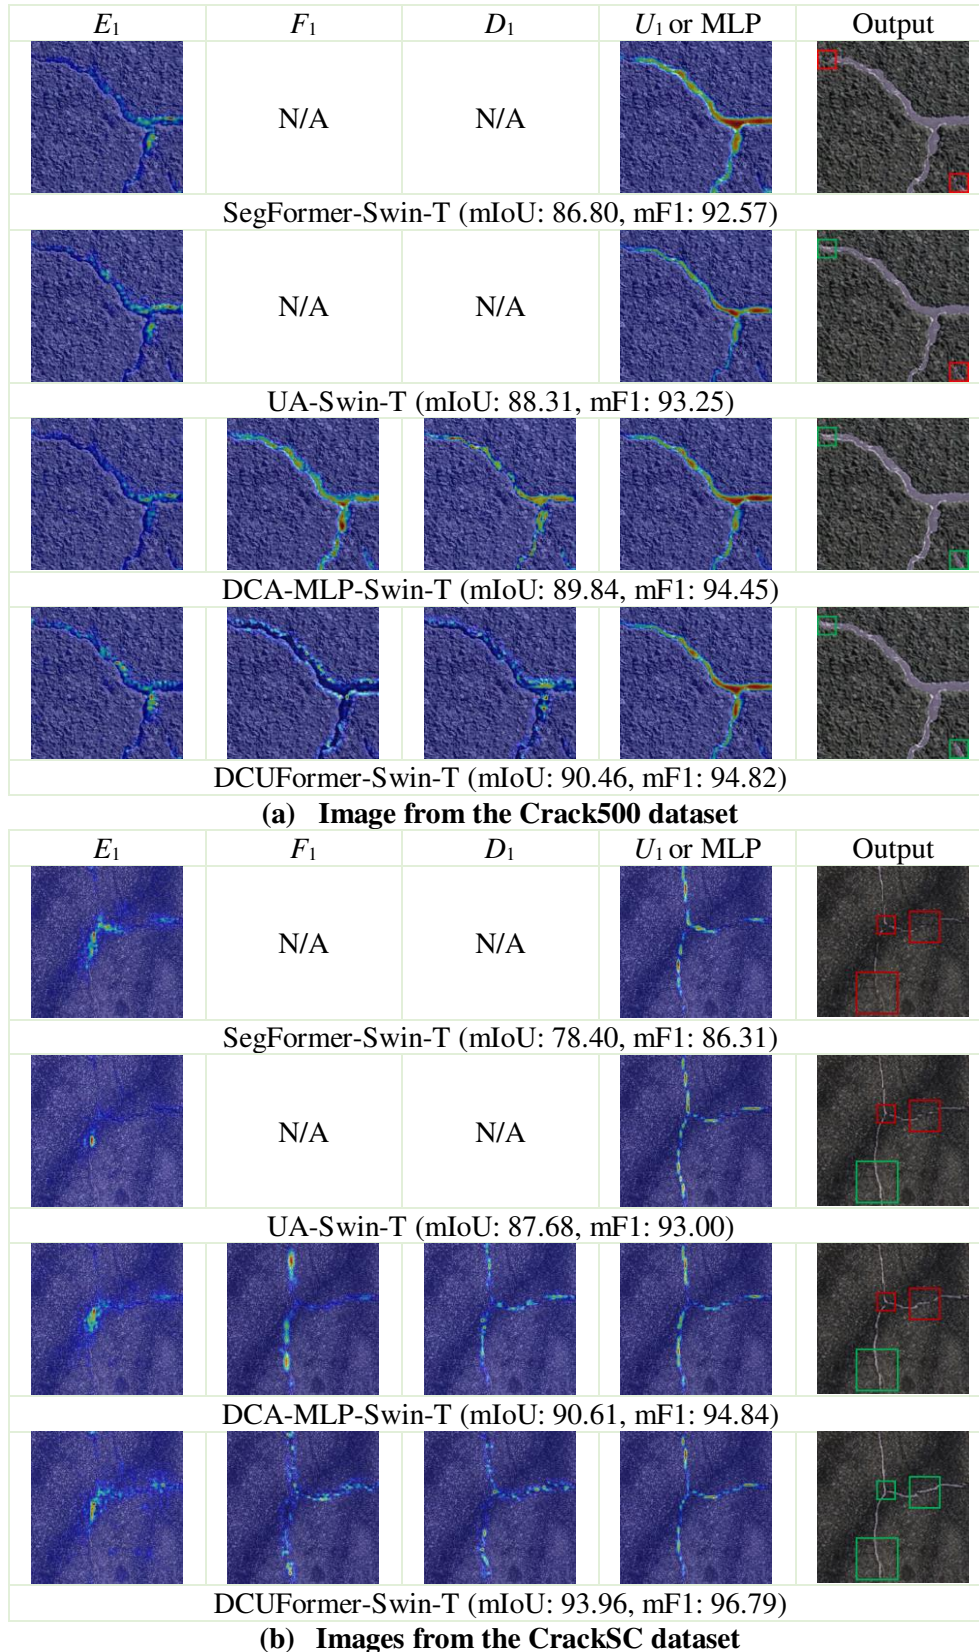 E1 F1 D1 U1 or MLP Output
N/A N/A
SegFormer-Swin-T (mIoU: 86.80, mF1: 92.57)
N/A N/A
UA-Swin-T (mIoU: 88.31, mF1: 93.25)
DCA-MLP-Swin-T (mIoU: 89.84, mF1: 94.45)
DCUFormer-Swin-T (mIoU: 90.46, mF1: 94.82)
(a) Image from the Crack500 dataset
E1 F1 D1 U1 or MLP Output
N/A N/A
SegFormer-Swin-T (mIoU: 78.40, mF1: 86.31)
N/A N/A
UA-Swin-T (mIoU: 87.68, mF1: 93.00)
DCA-MLP-Swin-T (mIoU: 90.61, mF1: 94.84)
DCUFormer-Swin-T (mIoU: 93.96, mF1: 96.79)
(b) Images from the CrackSC dataset